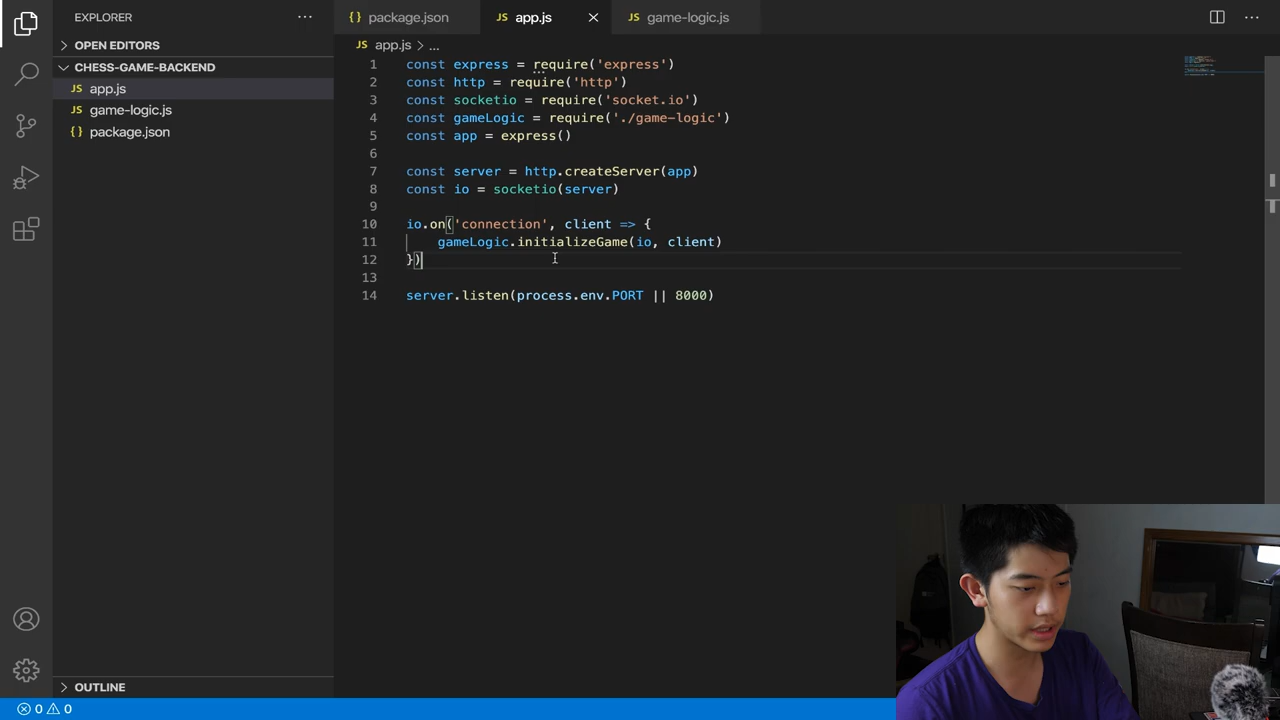 EXPLORER
OPEN EDITORS
CHESS-GAME-BACKEND
JS app.js
JS game-logic.js
{ } package.json
OUTLINE
{ } package.json
JS app.js
JS game-logic.js
JS app.js > ...
1 const express = require('express')
2 const http = require('http')
3 const socketio = require('socket.io')
4 const gameLogic = require('./game-logic')
5 const app = express()
6
7 const server = http.createServer(app)
8 const io = socketio(server)
9
10 io.on('connection', client => {
11 gameLogic.initializeGame(io, client)
12 })
13
14 server.listen(process.env.PORT || 8000)
0 0